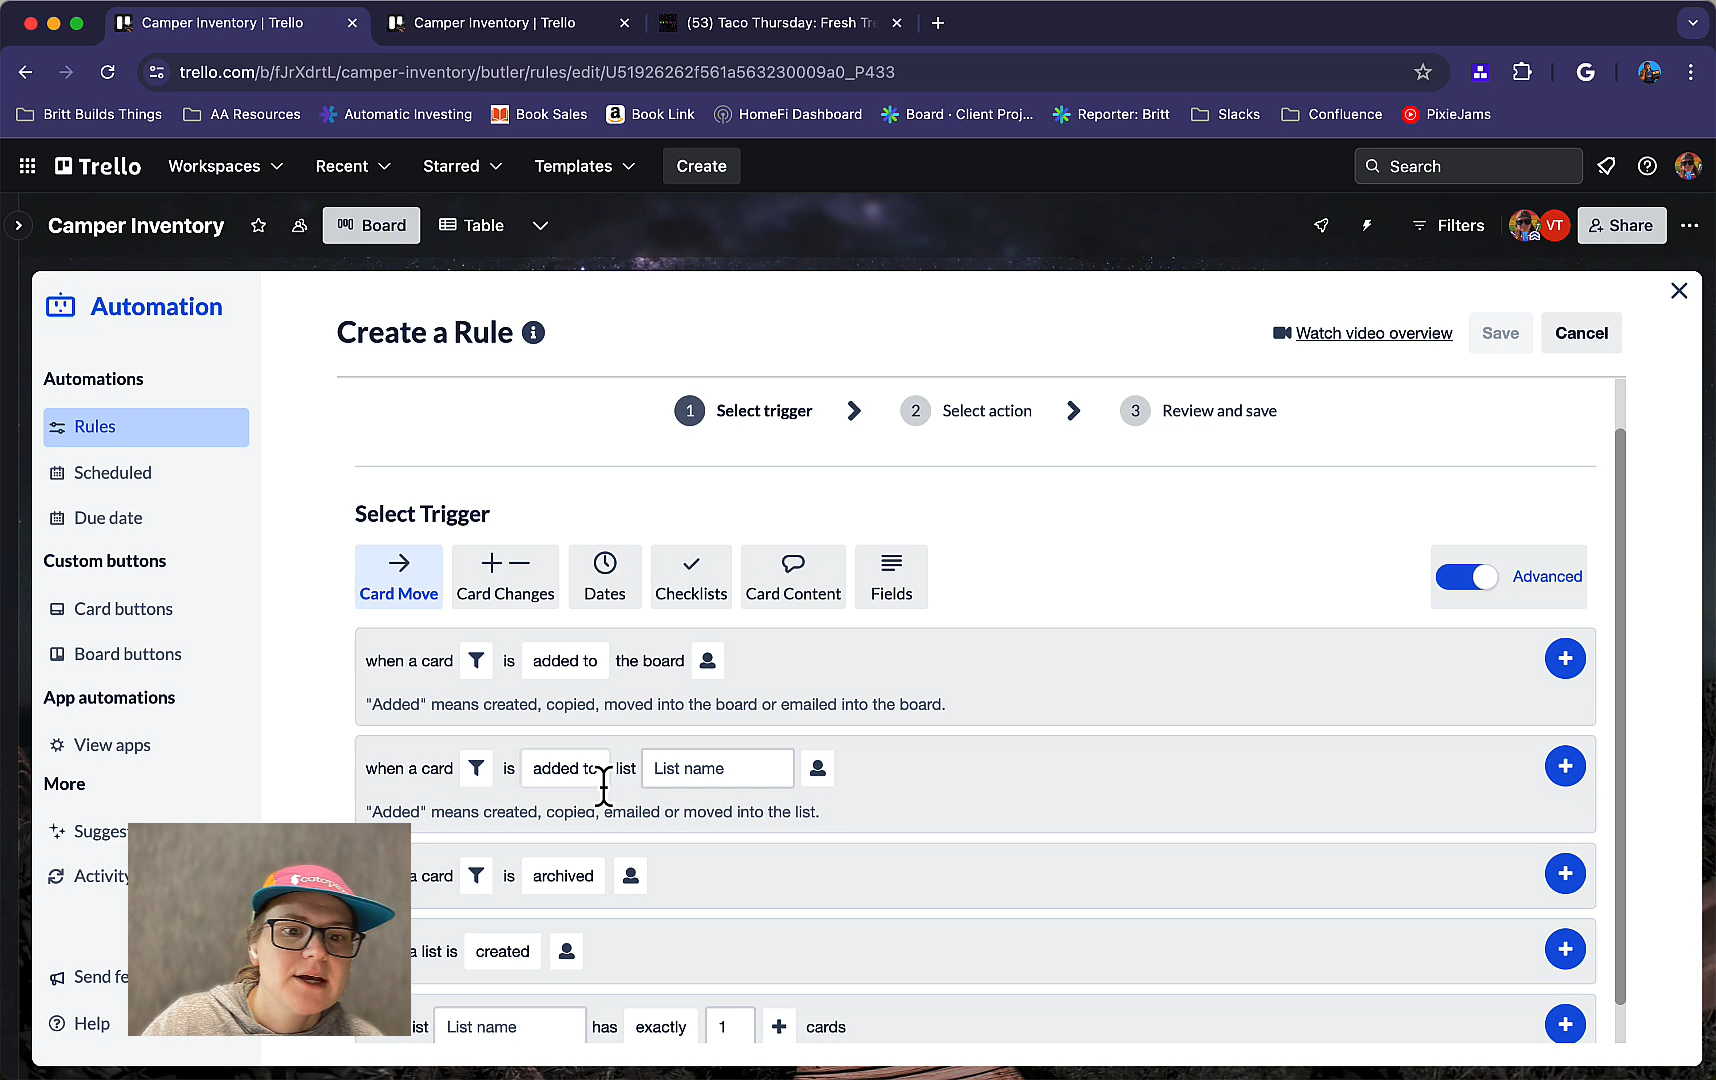 Camper Inventory | Trello
Camper Inventory | Trello
(53) Taco Thursday: Fresh Tre
trello.com/b/fJrXdrtL/camper-inventory/butler/rules/edit/U51926262f561a563230009a0_P433
Britt Builds Things
AA Resources
Automatic Investing
Book Sales
Book Link
HomeFi Dashboard
Board · Client Proj...
Reporter: Britt
Slacks
Confluence
PixieJams
Trello
Workspaces
Recent
Starred
Templates
Create
Search
Camper Inventory
Board
Table
Filters
VT
Share
Automation
Automations
Rules
Scheduled
Due date
Custom buttons
Card buttons
Board buttons
App automations
View apps
More
Sugges
Activity
Send fe
Help
Create a Rule
Watch video overview
Save
Cancel
1 Select trigger
2 Select action
3 Review and save
Select Trigger
Card Move
Card Changes
Dates
Checklists
Card Content
Fields
Advanced
when a card is added to the board
"Added" means created, copied, moved into the board or emailed into the board.
when a card is added to list List name
"Added" means created, copied, emailed or moved into the list.
a card is archived
a list is created
ist List name has exactly 1 cards